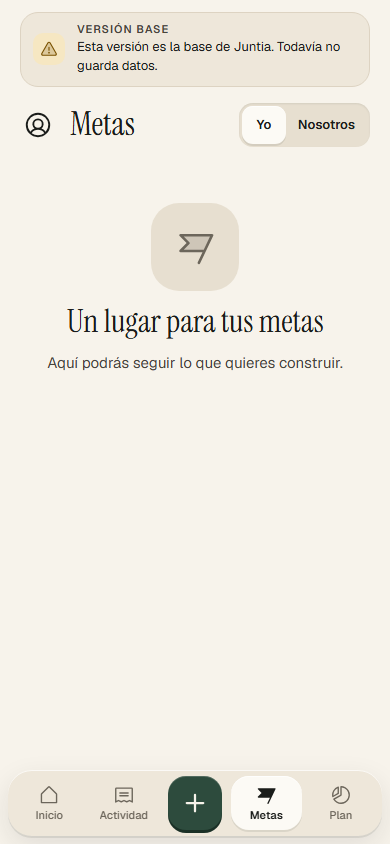 VERSIÓN BASE
Esta versión es la base de Juntia. Todavía no
guarda datos.
Metas
Yo
Nosotros
Un lugar para tus metas
Aquí podrás seguir lo que quieres construir.
Inicio
Actividad
Metas
Plan